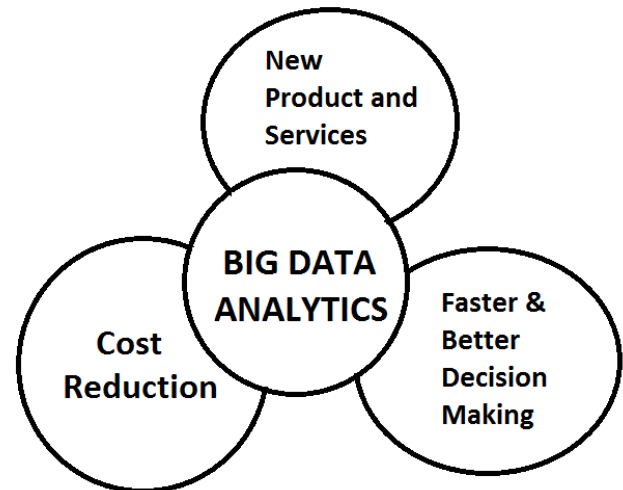 New
Product and
Services
BIG DATA
ANALYTICS
Cost
Reduction
Faster &
Better
Decision
Making